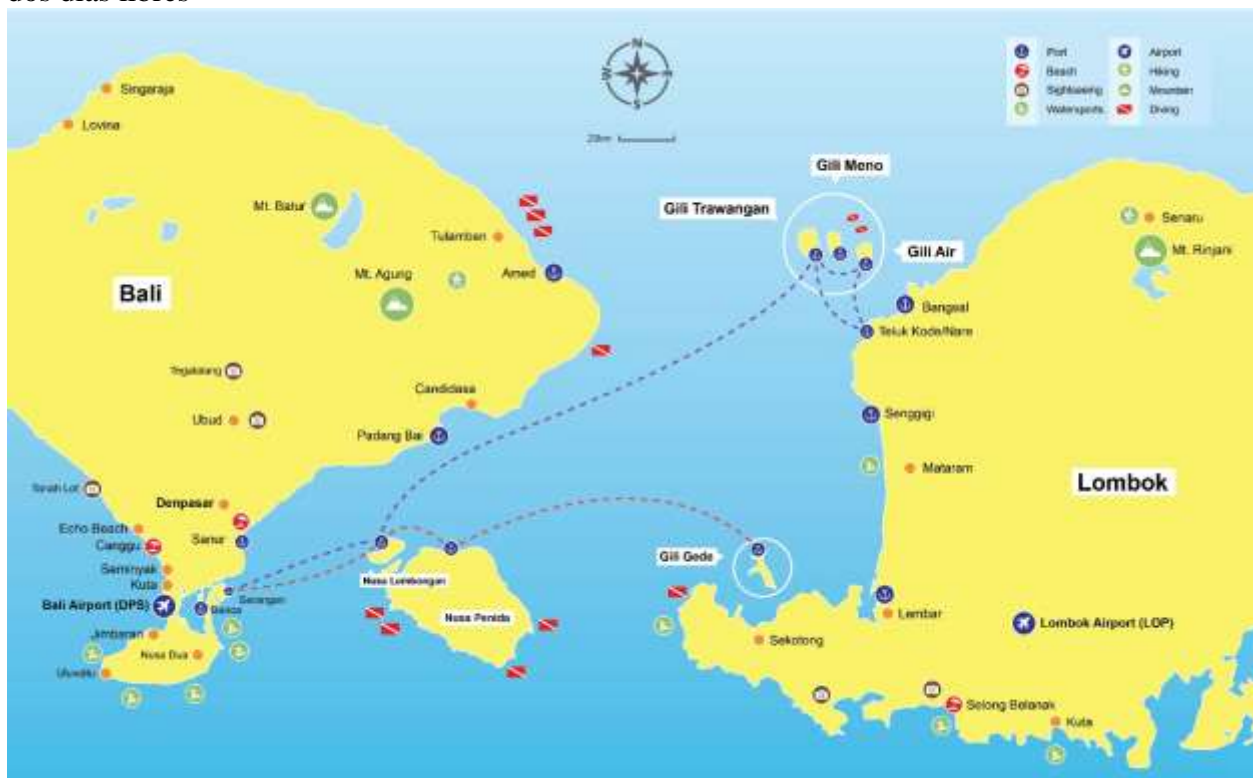 dos días libres
N
W
S
Port
Airport
Beach
Hiking
Sightseeing
Mountain
Watersports
Diving
20km
Singaraja
Lovina
Mt. Batur
Tulamben
Mt. Agung
Amed
Bali
Tegalalang
Candidasa
Ubud
Padang Bai
Tanah Lot
Denpasar
Echo Beach
Sanur
Canggu
Seminyak
Kuta
Serangan
Bali Airport (DPS)
Benoa
Jimbaran
Nusa Dua
Uluwatu
Nusa Lembongan
Nusa Penida
Gili Meno
Gili Trawangan
Gili Air
Senaru
Mt. Rinjani
Bangsal
Teluk Kode/Nare
Senggigi
Mataram
Lombok
Gili Gede
Lembar
Lombok Airport (LOP)
Sekotong
Selong Belanak
Kuta